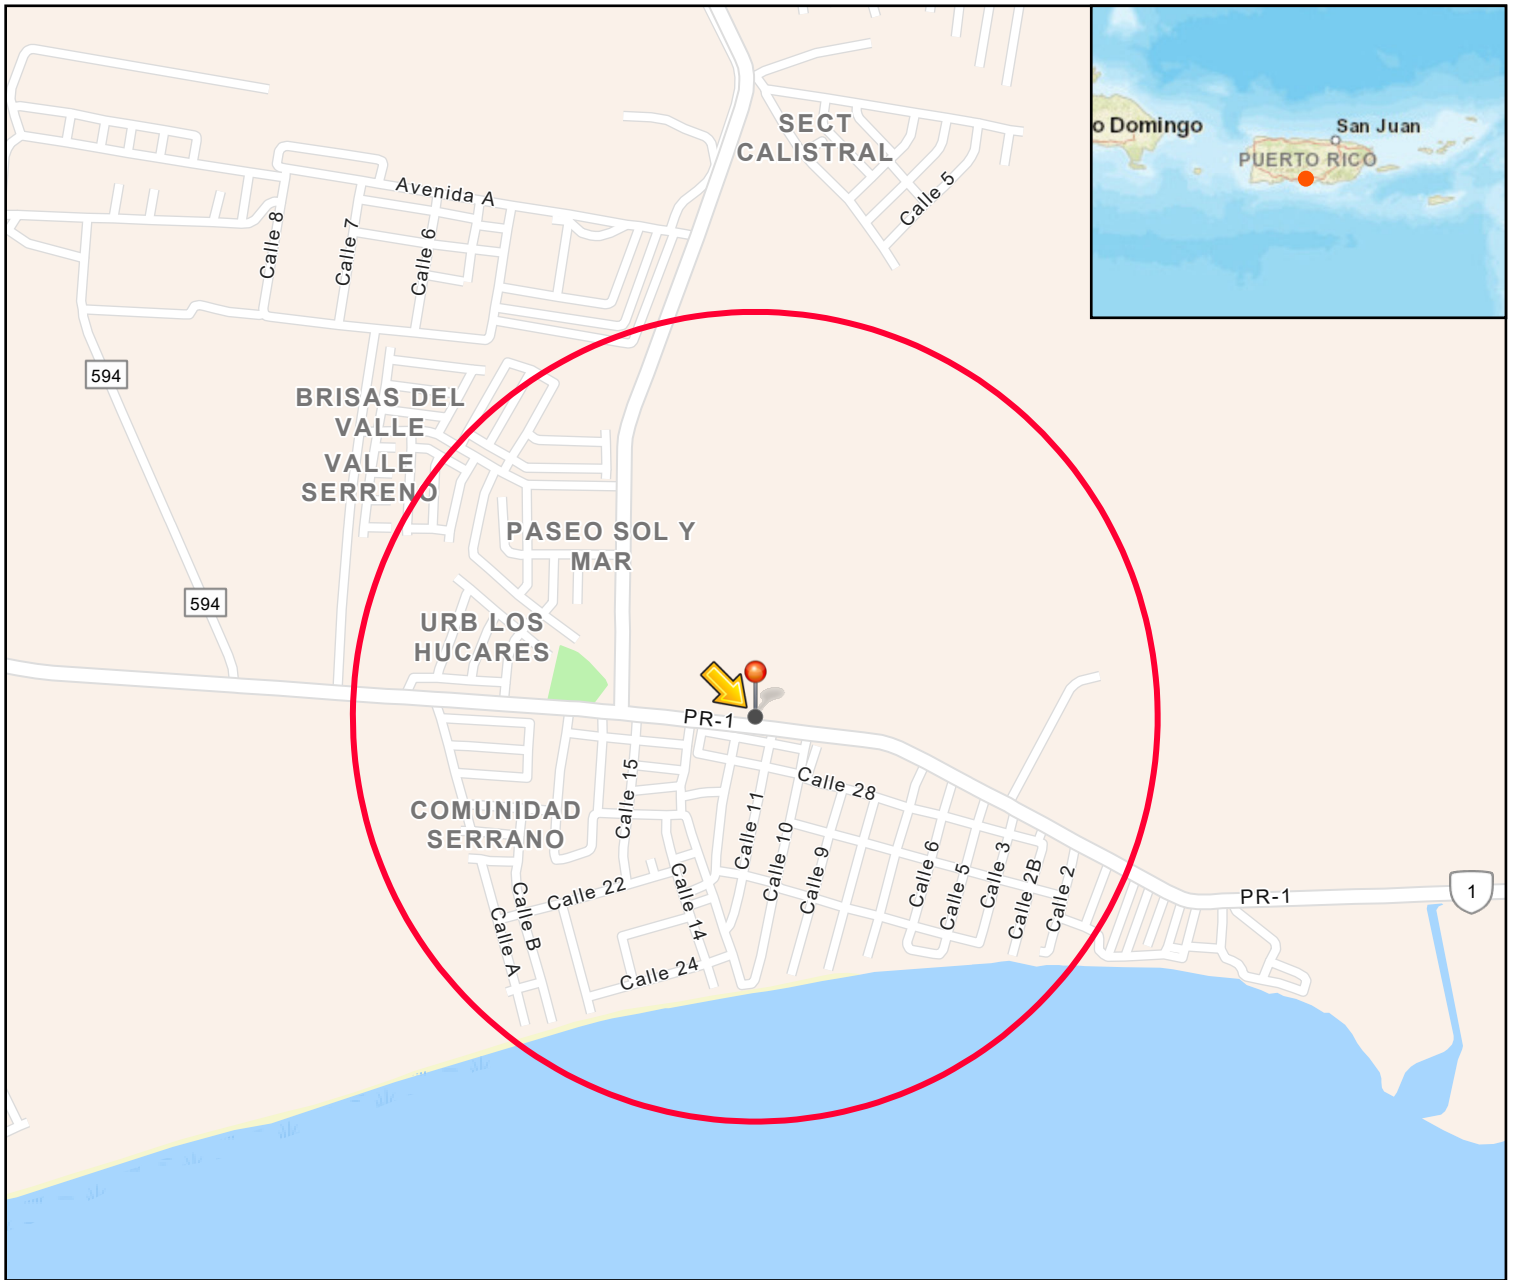 o Domingo
San Juan
PUERTO RICO
SECT
CALISTRAL
Avenida A
Calle 5
Calle 8
Calle 7
Calle 6
594
BRISAS DEL
VALLE
VALLE
SERRENO
PASEO SOL Y
MAR
594
URB LOS
HUCARES
PR-1
Calle 28
Calle 15
COMUNIDAD
SERRANO
Calle 11
Calle 10
Calle 9
Calle 6
Calle 5
Calle 3
Calle 2B
Calle 2
PR-1
1
Calle 22
Calle 14
Calle B
Calle A
Calle 24